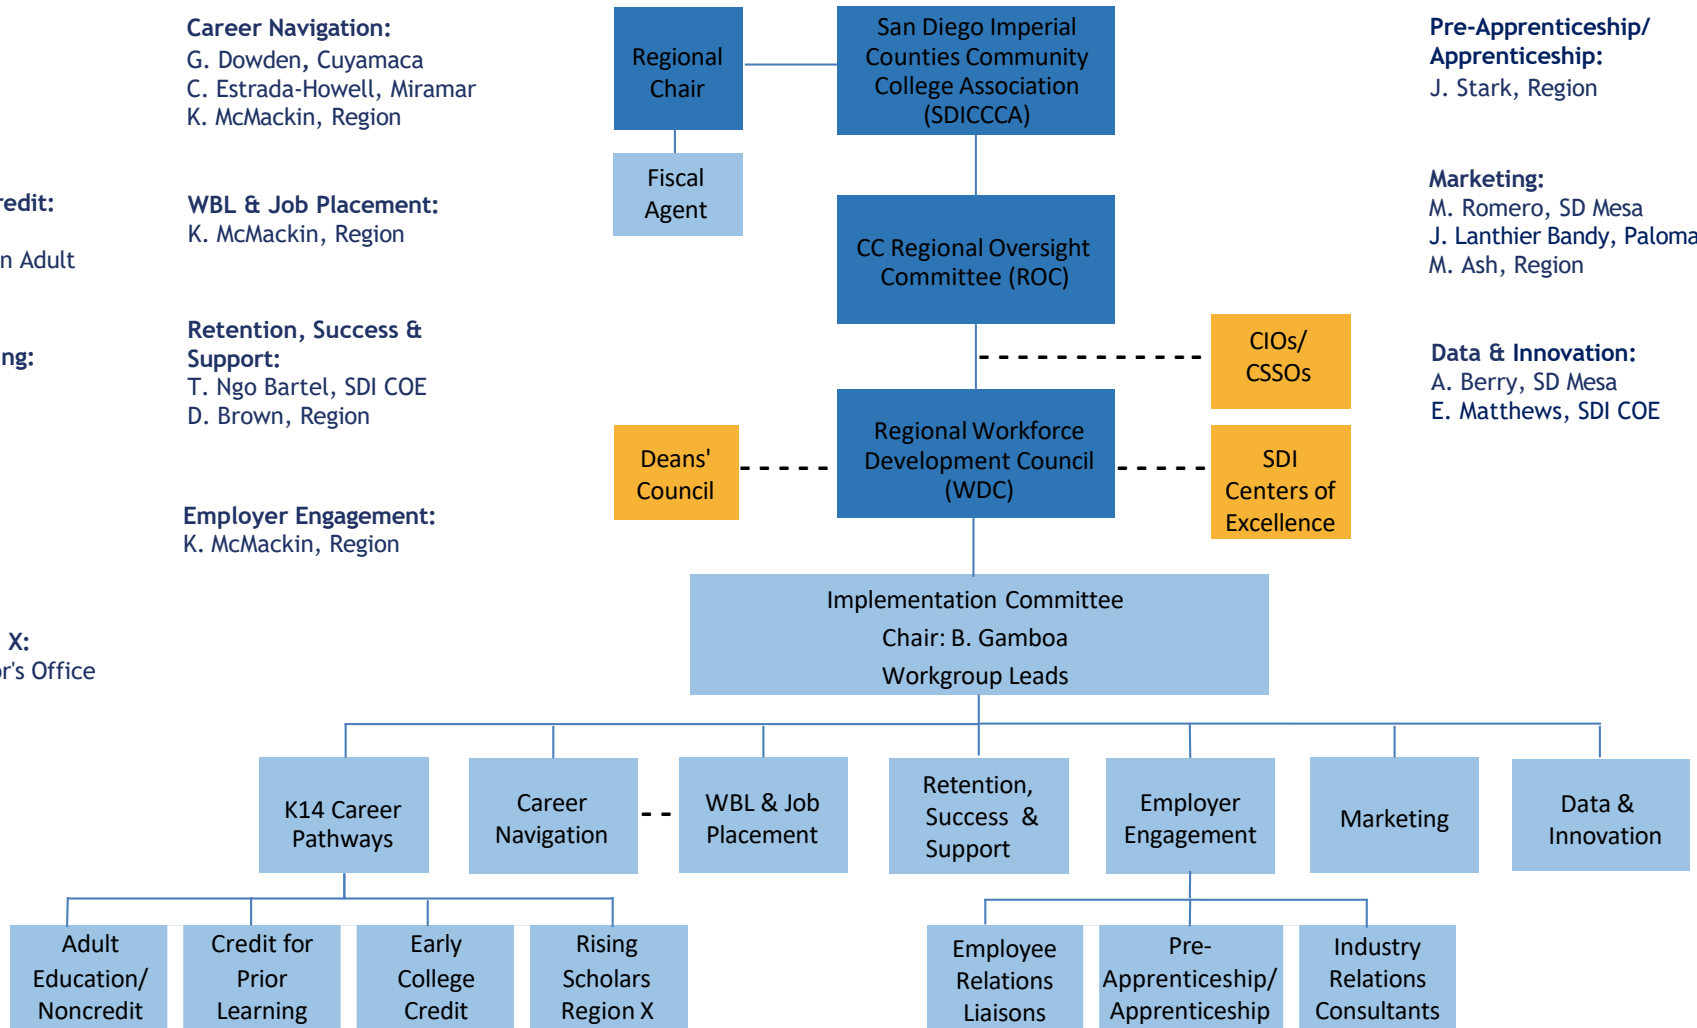 Career Navigation:
G. Dowden, Cuyamaca
C. Estrada-Howell, Miramar
K. McMackin, Region
redit:
n Adult
WBL & Job Placement:
K. McMackin, Region
ng:
Retention, Success &
Support:
T. Ngo Bartel, SDI COE
D. Brown, Region
Employer Engagement:
K. McMackin, Region
X:
or's Office
Regional
Chair
San Diego Imperial
Counties Community
College Association
(SDICCCA)
Fiscal
Agent
CC Regional Oversight
Committee (ROC)
CIOs/
CSSOs
Deans'
Council
Regional Workforce
Development Council
(WDC)
SDI
Centers of
Excellence
Pre-Apprenticeship/
Apprenticeship:
J. Stark, Region
Marketing:
M. Romero, SD Mesa
J. Lanthier Bandy, Paloma
M. Ash, Region
Data & Innovation:
A. Berry, SD Mesa
E. Matthews, SDI COE
Implementation Committee
Chair: B. Gamboa
Workgroup Leads
K14 Career
Pathways
Career
Navigation
WBL & Job
Placement
Retention,
Success &
Support
Employer
Engagement
Marketing
Data &
Innovation
Adult
Education/
Noncredit
Credit for
Prior
Learning
Early
College
Credit
Rising
Scholars
Region X
Employee
Relations
Liaisons
Pre-
Apprenticeship/
Apprenticeship
Industry
Relations
Consultants